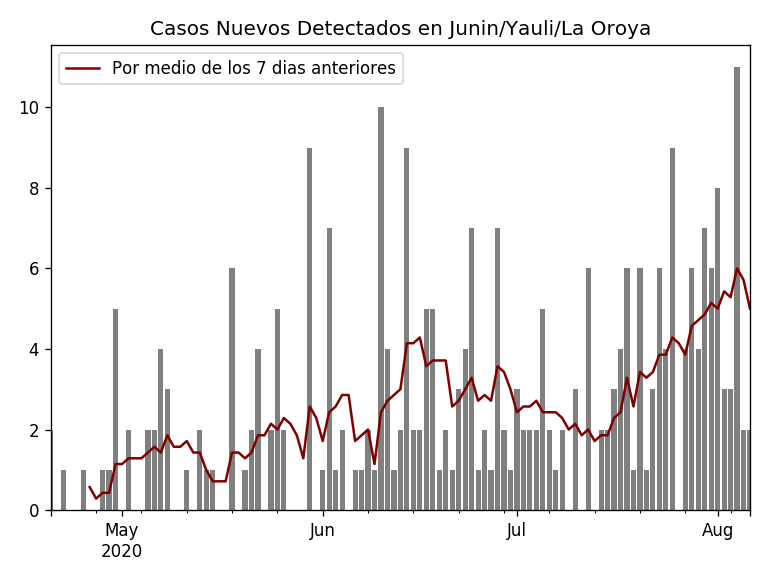 Casos Nuevos Detectados en Junin/Yauli/La Oroya
Por medio de los 7 dias anteriores
10
8
6
4
2
0
May
2020
Jun
Jul
Aug